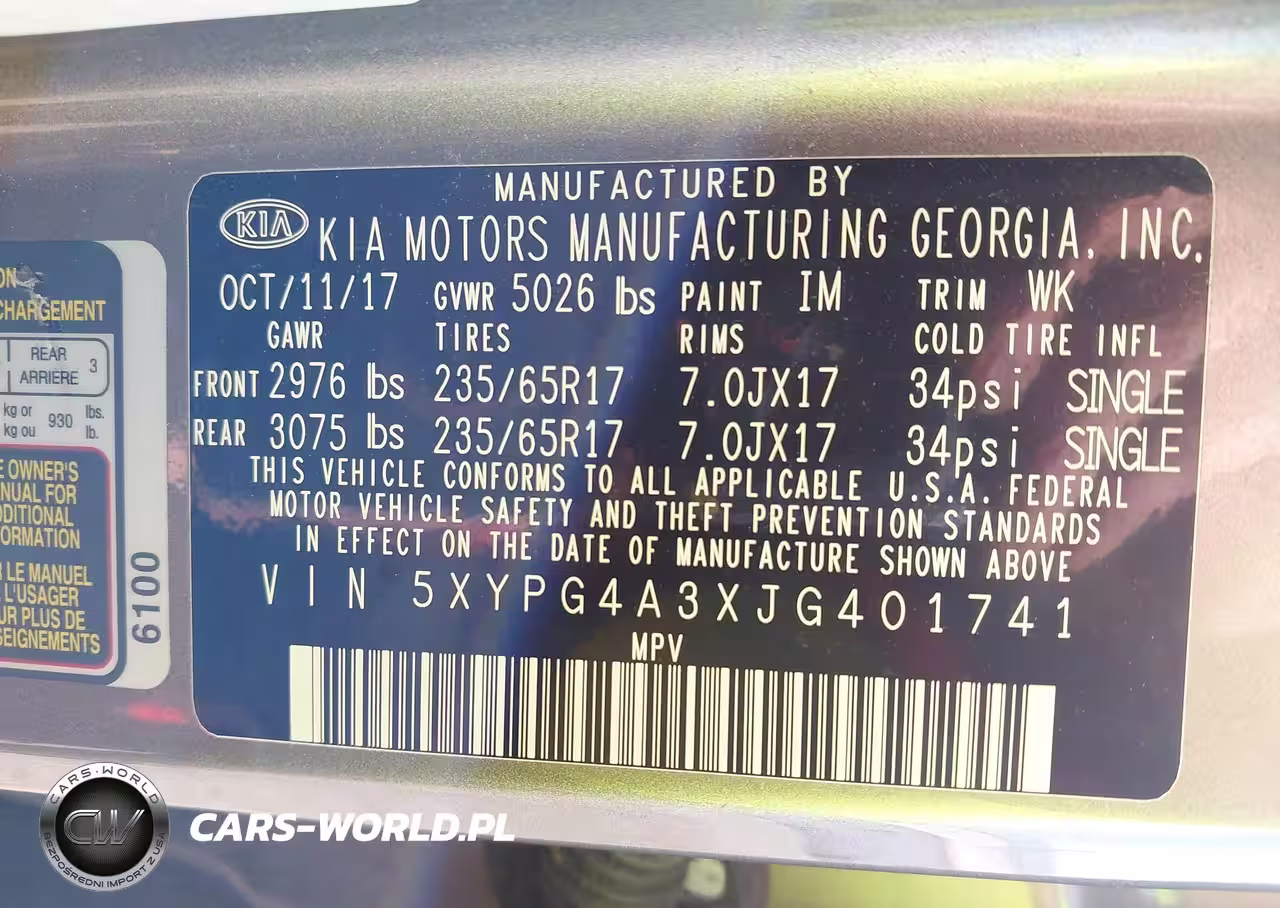 MANUFACTURED BY
KIA KIA MOTORS MANUFACTURING GEORGIA, INC.
OCT/11/17 GVWR 5026 lbs PAINT IM TRIM WK
GAWR TIRES RIMS COLD TIRE INFL
FRONT 2976 lbs 235/65R17 7.0JX17 34psi SINGLE
REAR 3075 lbs 235/65R17 7.0JX17 34psi SINGLE
THIS VEHICLE CONFORMS TO ALL APPLICABLE U.S.A. FEDERAL
MOTOR VEHICLE SAFETY AND THEFT PREVENTION STANDARDS
IN EFFECT ON THE DATE OF MANUFACTURE SHOWN ABOVE
VIN 5XYPG4A3XJG401741
MPV
ON
CHARGEMENT
REAR 3
ARRIÈRE
kg or 930 lbs.
kg ou lb.
E OWNER'S
NUAL FOR
DDITIONAL
ORMATION
R LE MANUEL
L'USAGER
UR PLUS DE
SEIGNEMENTS
6100
CARS-WORLD
CW
BEZPOŚREDNI IMPORT Z USA
CARS-WORLD.PL